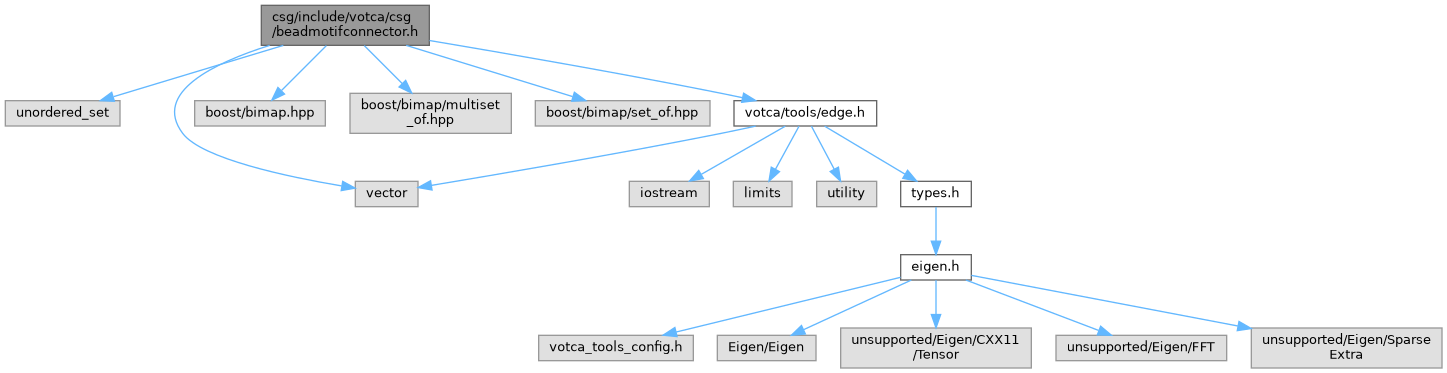 csg/include/votca/csg
/beadmotifconnector.h
unordered_set
boost/bimap.hpp
boost/bimap/multiset
_of.hpp
boost/bimap/set_of.hpp
votca/tools/edge.h
vector
iostream
limits
utility
types.h
eigen.h
votca_tools_config.h
Eigen/Eigen
unsupported/Eigen/CXX11
/Tensor
unsupported/Eigen/FFT
unsupported/Eigen/Sparse
Extra